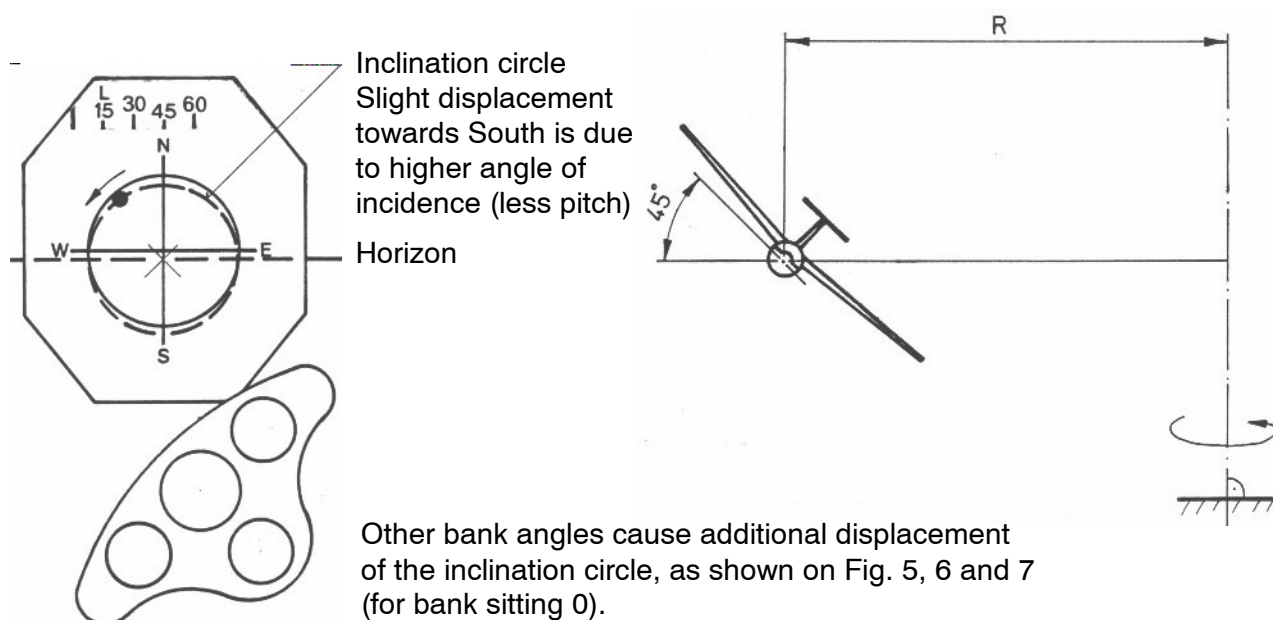 Inclination circle
Slight displacement
towards South is due
to higher angle of
incidence (less pitch)
Horizon
L
15 30 45 60
N
W E
S
R
45°
Other bank angles cause additional displacement
of the inclination circle, as shown on Fig. 5, 6 and 7
(for bank sitting 0).